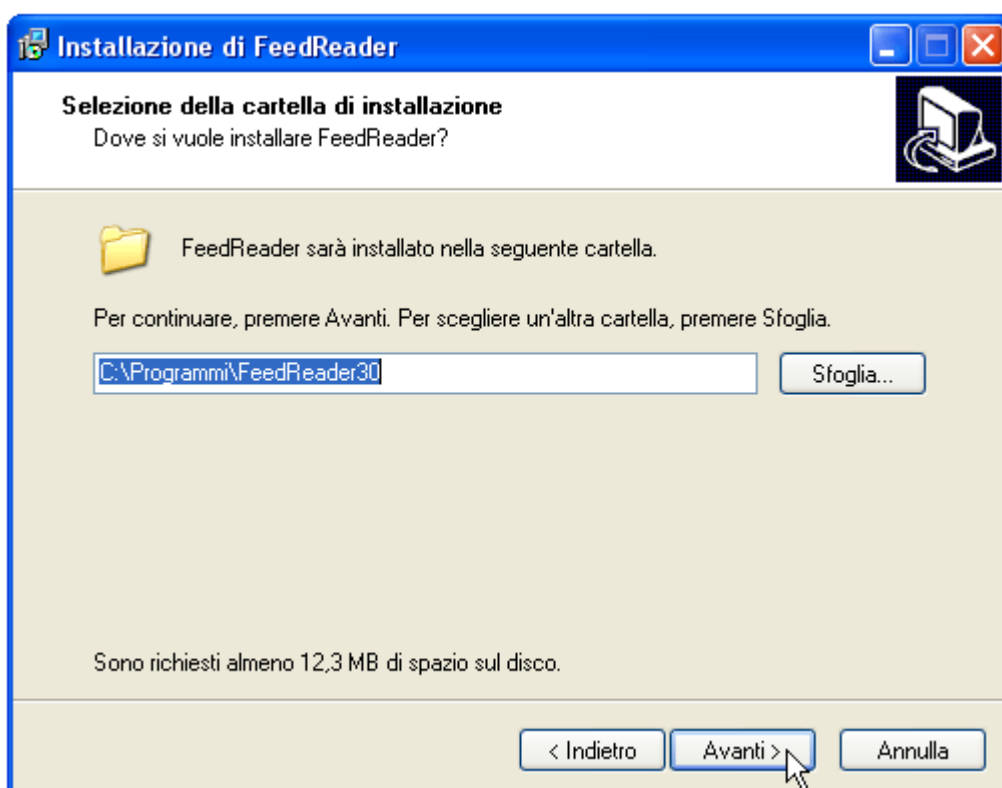 Installazione di FeedReader
Selezione della cartella di installazione
Dove si vuole installare FeedReader?
FeedReader sarà installato nella seguente cartella.
Per continuare, premere Avanti. Per scegliere un'altra cartella, premere Sfoglia.
C:\Programmi\FeedReader30
Sfoglia...
Sono richiesti almeno 12,3 MB di spazio sul disco.
< Indietro
Avanti >
Annulla